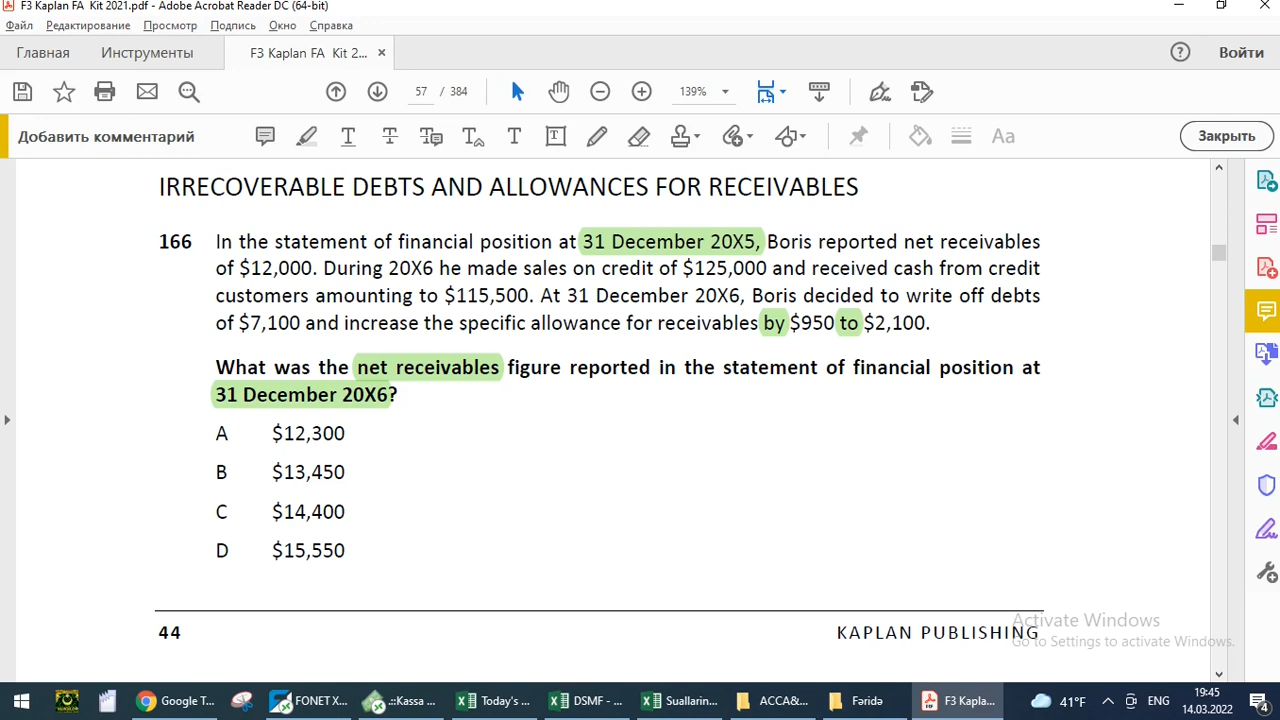 F3 Kaplan FA Kit 2021.pdf - Adobe Acrobat Reader DC (64-bit)
Файл Редактирование Просмотр Подпись Окно Справка
Главная Инструменты F3 Kaplan FA Kit 2... × Войти
57 / 384 139%
Добавить комментарий Закрыть
IRRECOVERABLE DEBTS AND ALLOWANCES FOR RECEIVABLES
166 In the statement of financial position at 31 December 20X5, Boris reported net receivables
of $12,000. During 20X6 he made sales on credit of $125,000 and received cash from credit
customers amounting to $115,500. At 31 December 20X6, Boris decided to write off debts
of $7,100 and increase the specific allowance for receivables by $950 to $2,100.
What was the net receivables figure reported in the statement of financial position at
31 December 20X6?
A $12,300
B $13,450
C $14,400
D $15,550
44 KAPLAN PUBLISHING
Activate Windows
Go to Settings to activate Windows.
Google T... FONET X... ::Kassa ... Today's ... DSMF - ... Suallarin... ACCA&... Fəridə F3 Kapla... 41°F ENG 19:45
14.03.2022 4